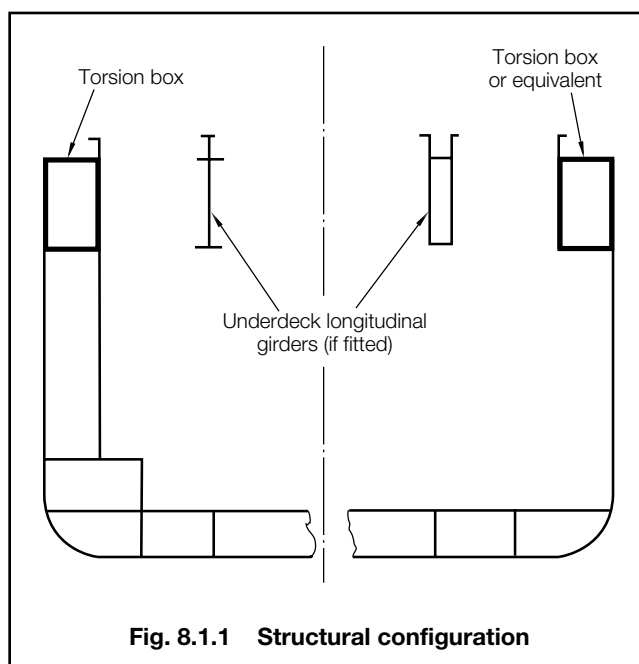 Torsion box
Torsion box
or equivalent
Underdeck longitudinal
girders (if fitted)
Fig. 8.1.1 Structural configuration